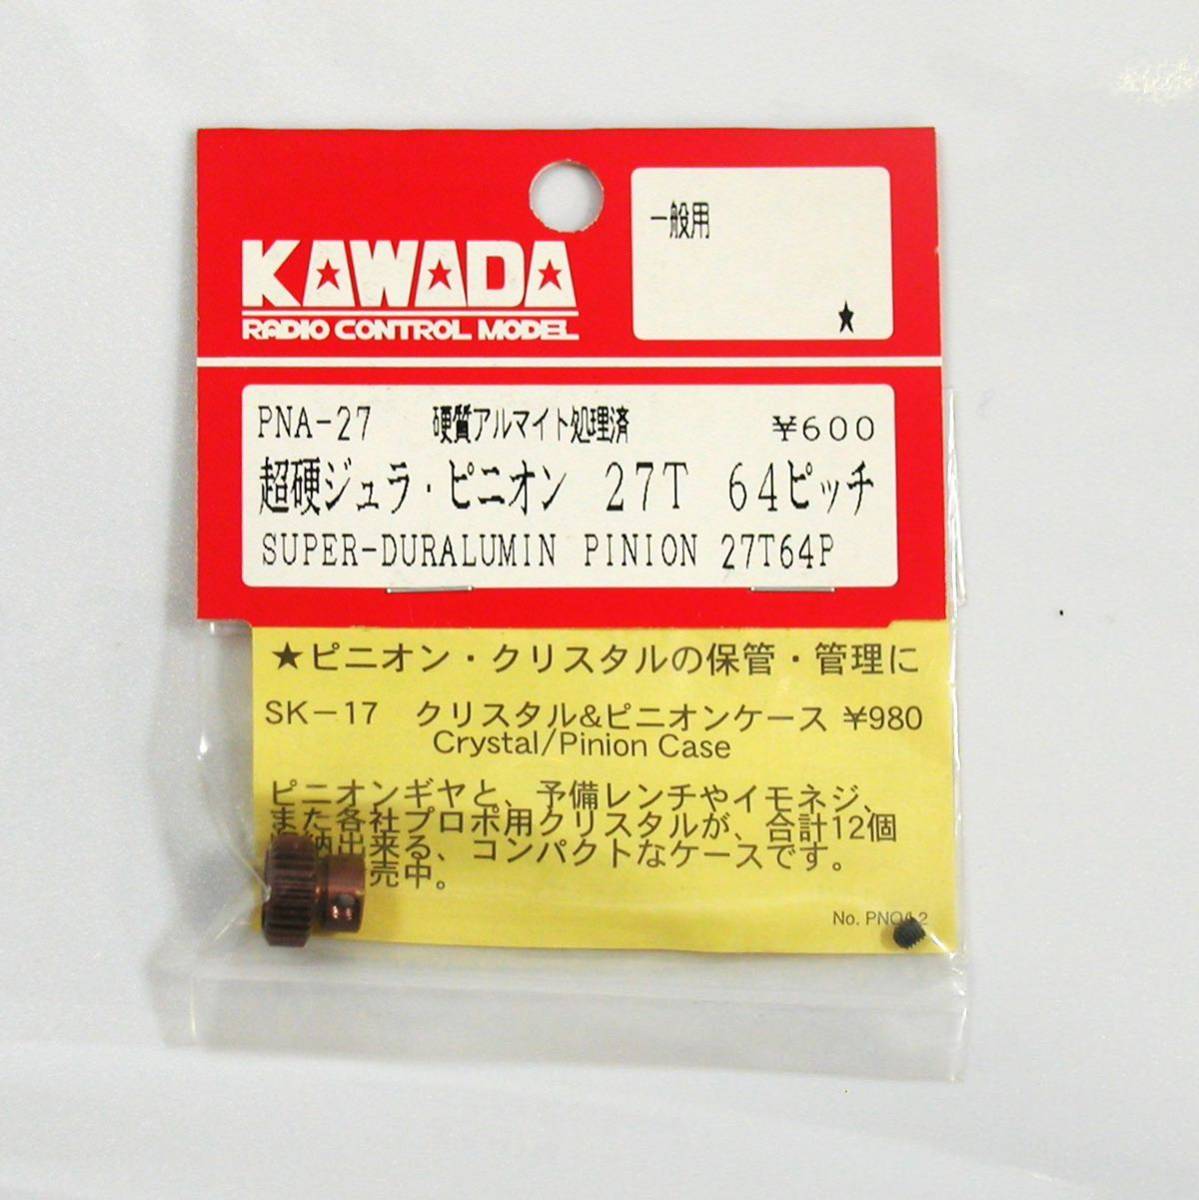 一般用
★
KAWADA
RADIO CONTROL MODEL
PNA-27 硬質アルマイト処理済 ¥600
超硬ジュラ・ピニオン 27T 64ピッチ
SUPER-DURALUMIN PINION 27T64P
★ピニオン・クリスタルの保管・管理に
SK-17 クリスタル&ピニオンケース ¥980
Crystal/Pinion Case
ピニオンギヤと、予備レンチやイモネジ、
また各社プロポ用クリスタルが、合計12個
納出来る、コンパクトなケースです。
売中。
No.